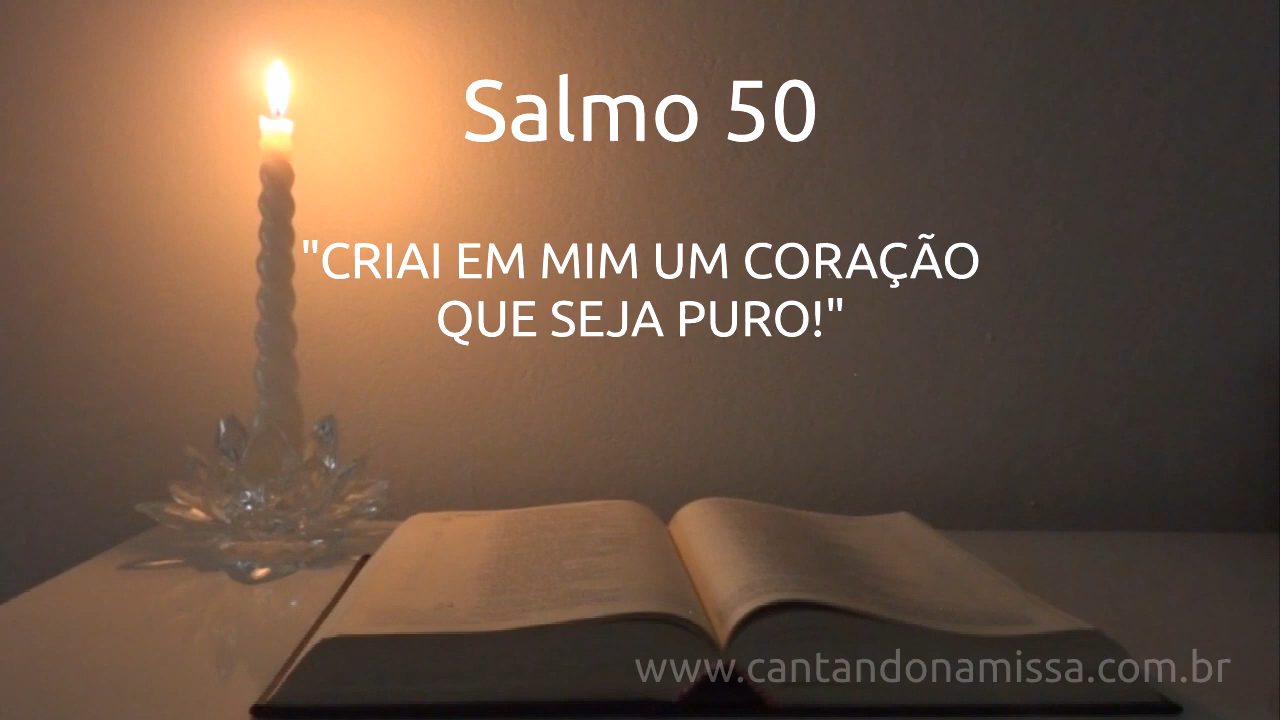 Salmo 50
"CRIAI EM MIM UM CORAÇÃO
QUE SEJA PURO!"
www.cantandonamissa.com.br